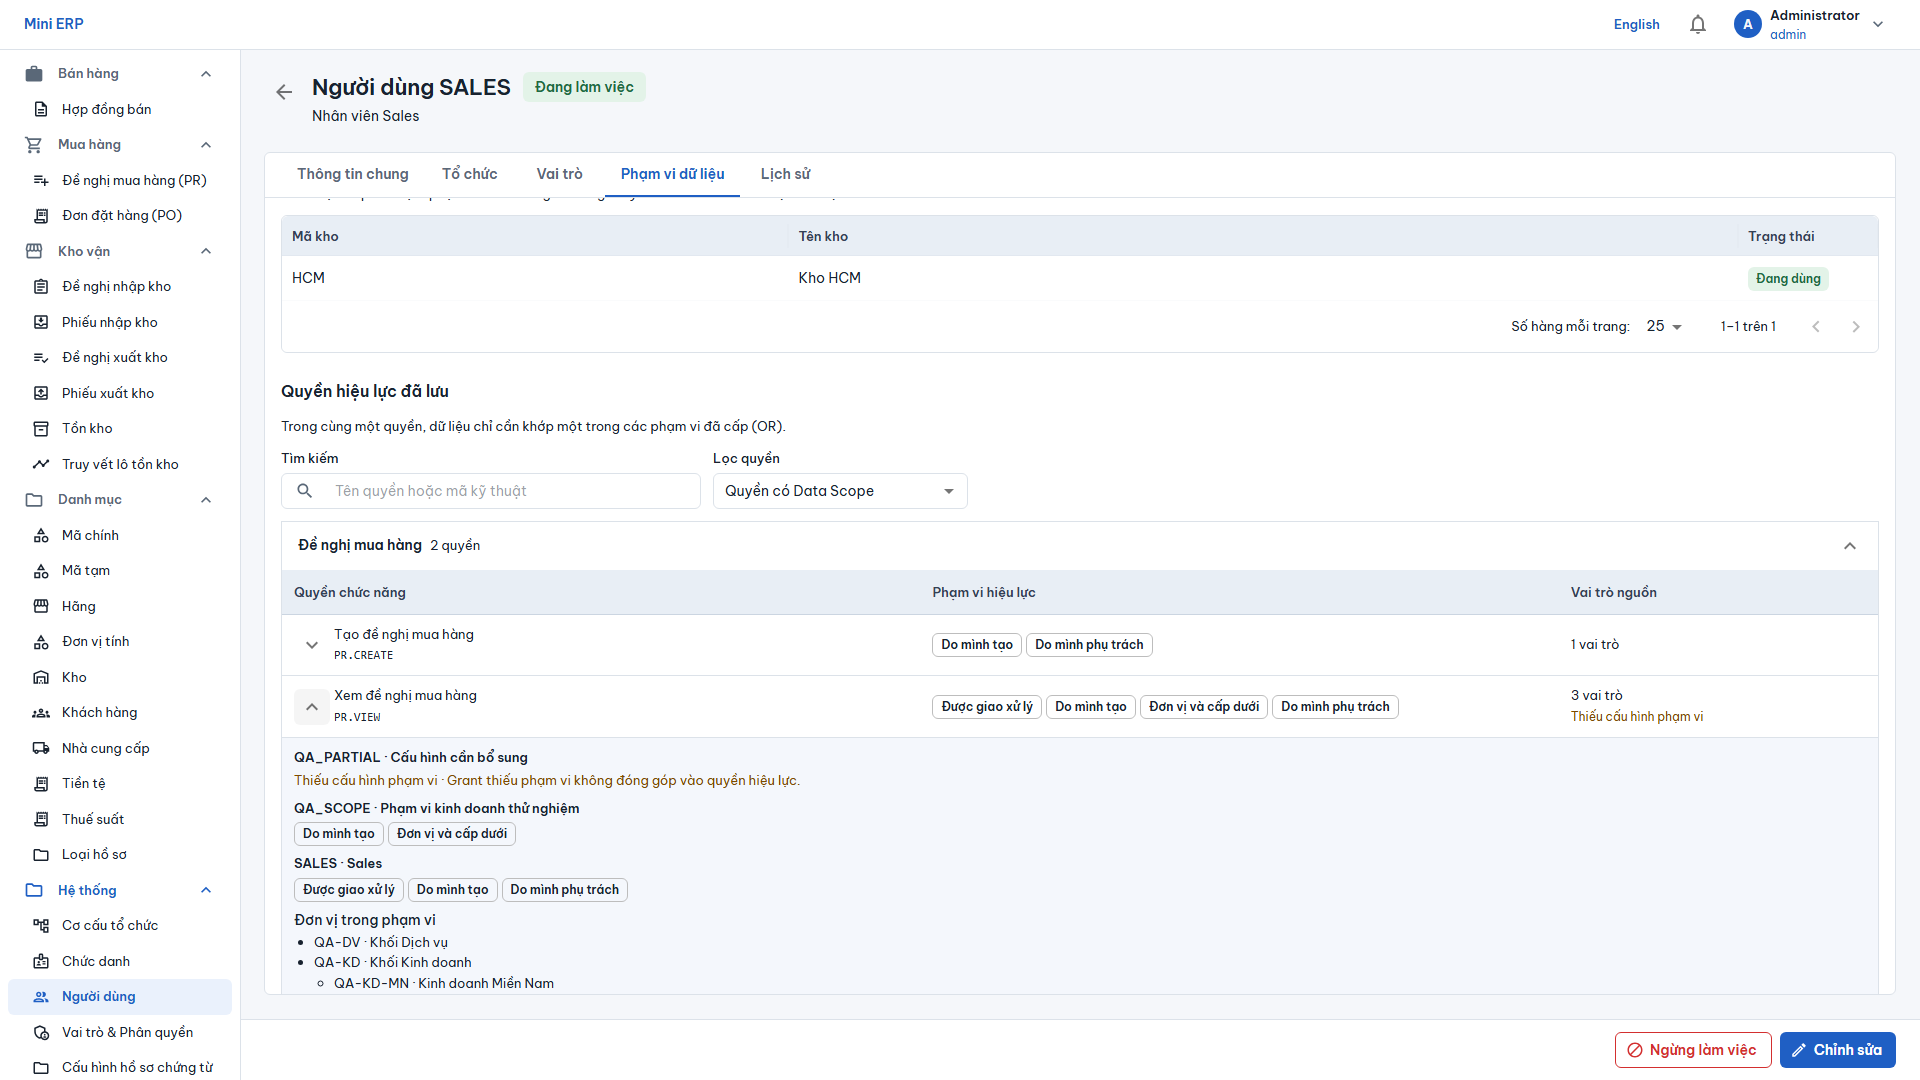 Mini ERP
English
A
Administrator
admin
Bán hàng
Hợp đồng bán
Mua hàng
Đề nghị mua hàng (PR)
Đơn đặt hàng (PO)
Kho vận
Đề nghị nhập kho
Phiếu nhập kho
Đề nghị xuất kho
Phiếu xuất kho
Tồn kho
Truy vết lô tồn kho
Danh mục
Mã chính
Mã tạm
Hãng
Đơn vị tính
Kho
Khách hàng
Nhà cung cấp
Tiền tệ
Thuế suất
Loại hồ sơ
Hệ thống
Cơ cấu tổ chức
Chức danh
Người dùng
Vai trò & Phân quyền
Cấu hình hồ sơ chứng từ
Người dùng SALES Đang làm việc
Nhân viên Sales
Thông tin chung Tổ chức Vai trò Phạm vi dữ liệu Lịch sử
Mã kho Tên kho Trạng thái
HCM Kho HCM Đang dùng
Số hàng mỗi trang: 25 1–1 trên 1
Quyền hiệu lực đã lưu
Trong cùng một quyền, dữ liệu chỉ cần khớp một trong các phạm vi đã cấp (OR).
Tìm kiếm Lọc quyền
Tên quyền hoặc mã kỹ thuật Quyền có Data Scope
Đề nghị mua hàng 2 quyền
Quyền chức năng Phạm vi hiệu lực Vai trò nguồn
Tạo đề nghị mua hàng
PR.CREATE
Do mình tạo Do mình phụ trách
1 vai trò
Xem đề nghị mua hàng
PR.VIEW
Được giao xử lý Do mình tạo Đơn vị và cấp dưới Do mình phụ trách
3 vai trò
Thiếu cấu hình phạm vi
QA_PARTIAL · Cấu hình cần bổ sung
Thiếu cấu hình phạm vi · Grant thiếu phạm vi không đóng góp vào quyền hiệu lực.
QA_SCOPE · Phạm vi kinh doanh thử nghiệm
Do mình tạo Đơn vị và cấp dưới
SALES · Sales
Được giao xử lý Do mình tạo Do mình phụ trách
Đơn vị trong phạm vi
QA-DV · Khối Dịch vụ
QA-KD · Khối Kinh doanh
QA-KD-MN · Kinh doanh Miền Nam
Ngừng làm việc Chỉnh sửa